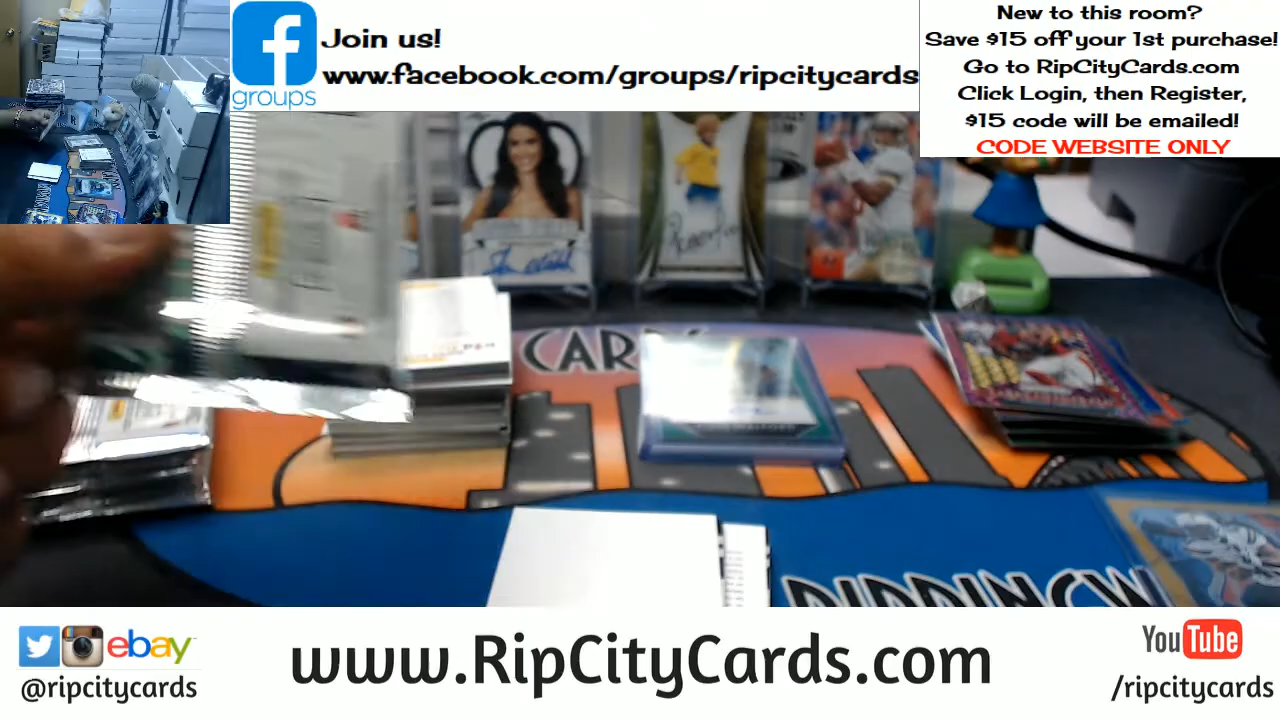 Join us!
www.facebook.com/groups/ripcitycards
groups
New to this room?
Save $15 off your 1st purchase!
Go to RipCityCards.com
Click Login, then Register,
$15 code will be emailed!
CODE WEBSITE ONLY
CARDS
ebay
@ripcitycards
www.RipCityCards.com
YouTube
/ripcitycards